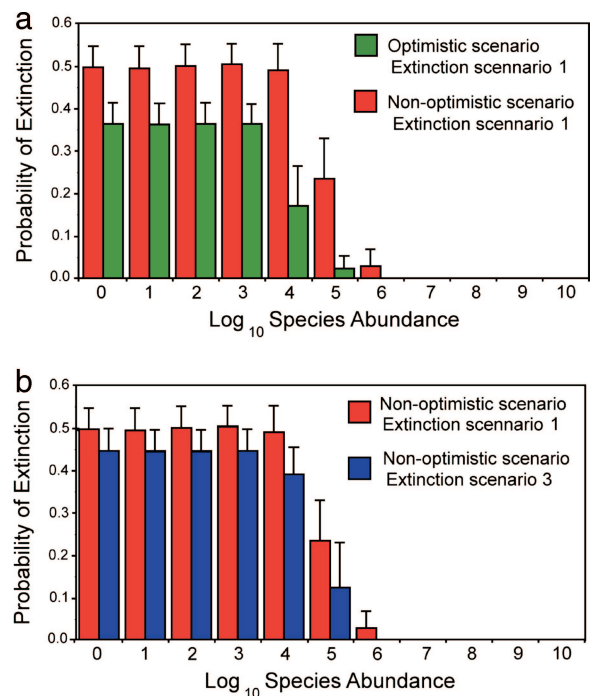 a
0.6
0.5
0.5
0.3
0.2
0.1
0.0
Probability of Extinction
Optimistic scenario
Extinction scennario 1
Non-optimistic scenario
Extinction scennario 1
0 1 2 3 4 5 6 7 8 9 10
Log 10 Species Abundance
b
0.6
0.5
0.4
0.3
0.2
0.1
0.0
Probability of Extinction
Non-optimistic scenario
Extinction scennario 1
Non-optimistic scenario
Extinction scenario 3
0 1 2 3 4 5 6 7 8 9 10
Log 10 Species Abundance